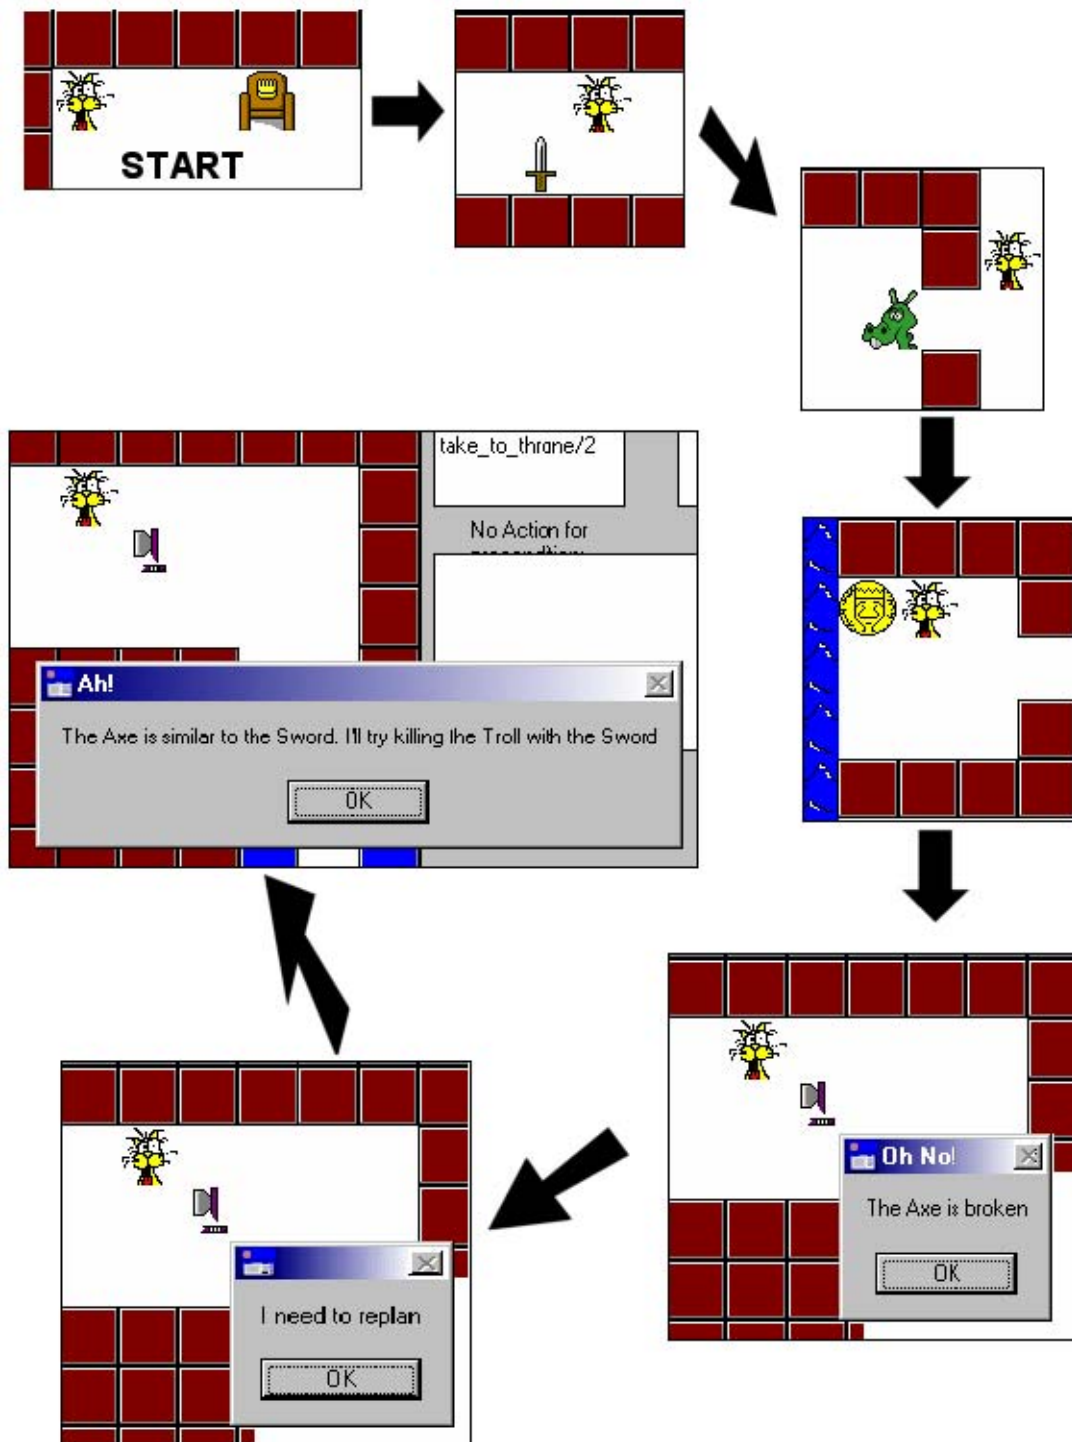 START
take_to_throne/2
No Action for
Ah!
The Axe is similar to the Sword. I'll try killing the Troll with the Sword
OK
Oh No!
The Axe is broken
OK
I need to replan
OK